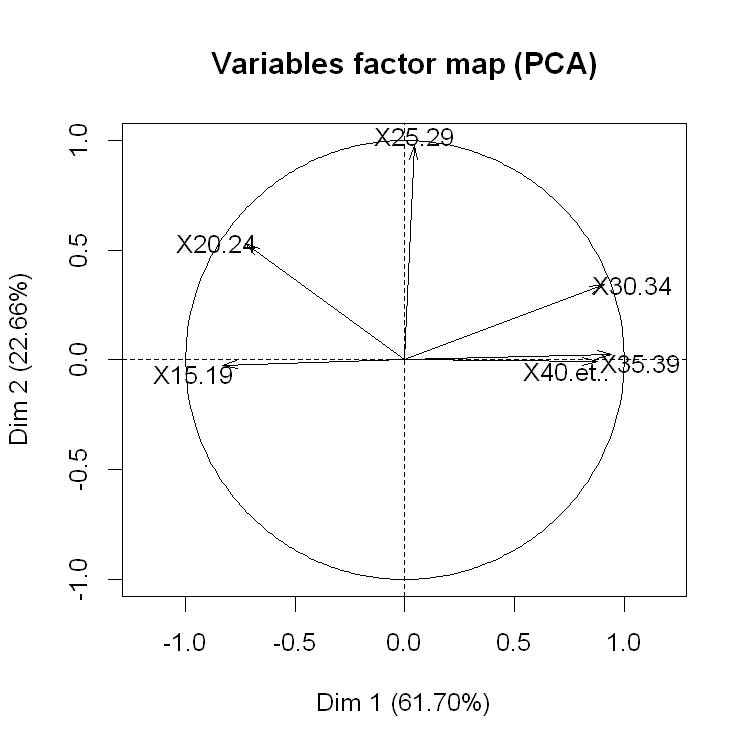 Variables factor map (PCA)
X25.29
X20.24
X30.34
X35.39
X40.et..
X15.19
1.0
0.5
0.0
-0.5
-1.0
Dim 2 (22.66%)
-1.0 -0.5 0.0 0.5 1.0
Dim 1 (61.70%)